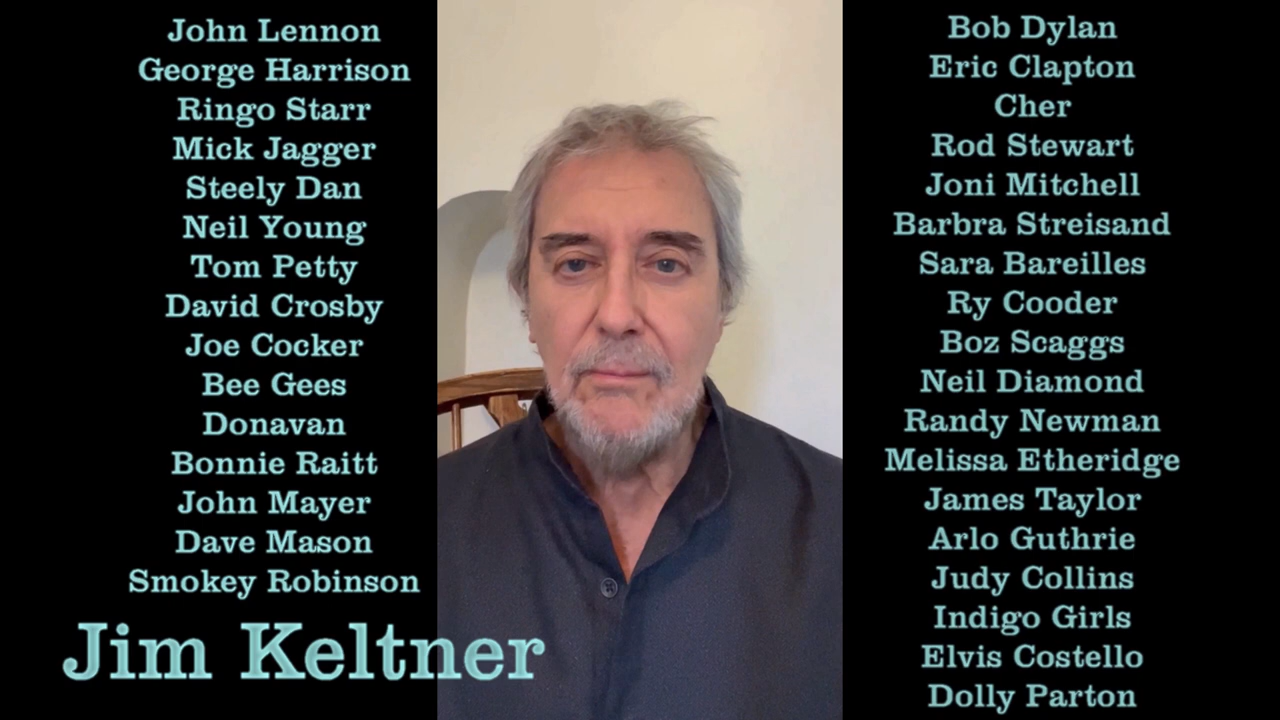 John Lennon
George Harrison
Ringo Starr
Mick Jagger
Steely Dan
Neil Young
Tom Petty
David Crosby
Joe Cocker
Bee Gees
Donavan
Bonnie Raitt
John Mayer
Dave Mason
Smokey Robinson
Jim Keltner
Bob Dylan
Eric Clapton
Cher
Rod Stewart
Joni Mitchell
Barbra Streisand
Sara Bareilles
Ry Cooder
Boz Scaggs
Neil Diamond
Randy Newman
Melissa Etheridge
James Taylor
Arlo Guthrie
Judy Collins
Indigo Girls
Elvis Costello
Dolly Parton